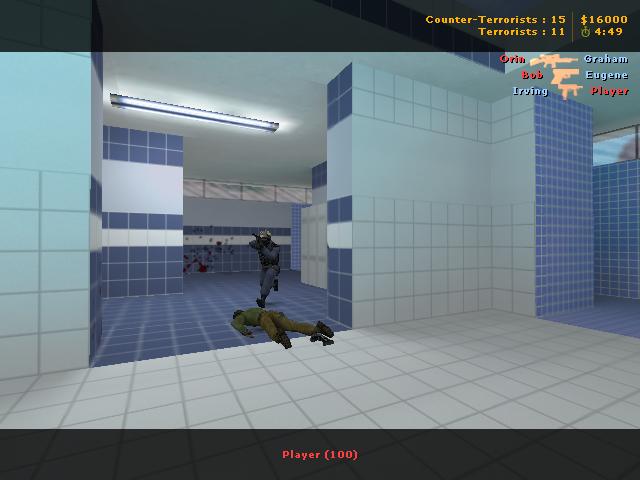 Counter-Terrorists : 15 $16000
Terrorists : 11 4:49
Orin Graham
Bob Eugene
Irving Player
Player (100)